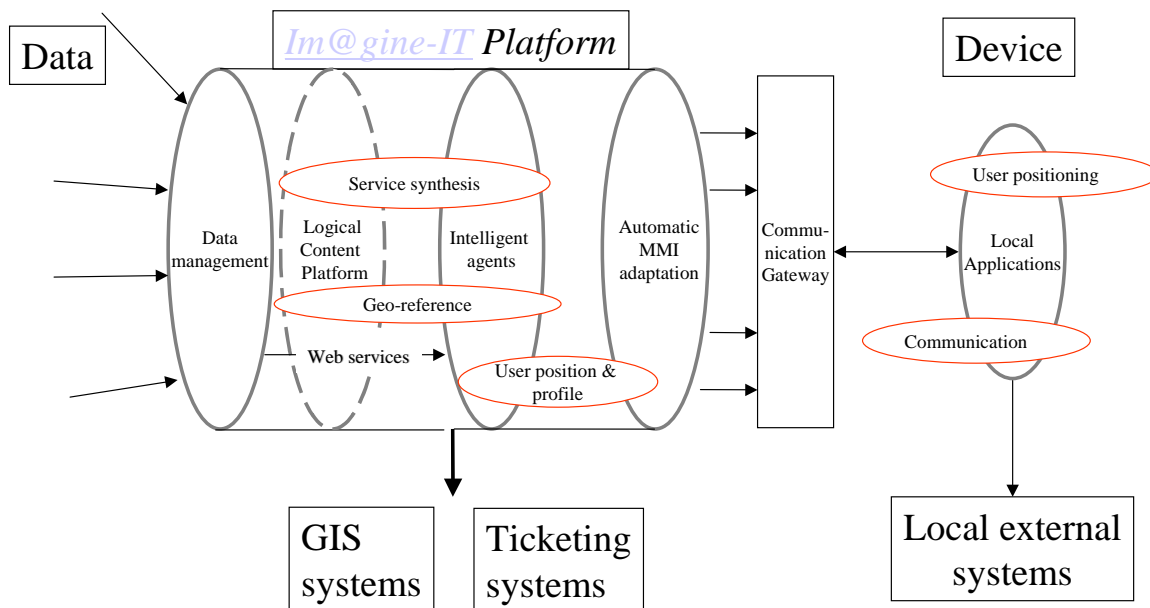 Data
Im@gine-IT Platform
Device
Service synthesis
User positioning
Data
management
Logical
Content
Platform
Intelligent
agents
Automatic
MMI
adaptation
Commu-
nication
Gateway
Local
Applications
Geo-reference
Communication
Web services
User position &
profile
GIS
systems
Ticketing
systems
Local external
systems